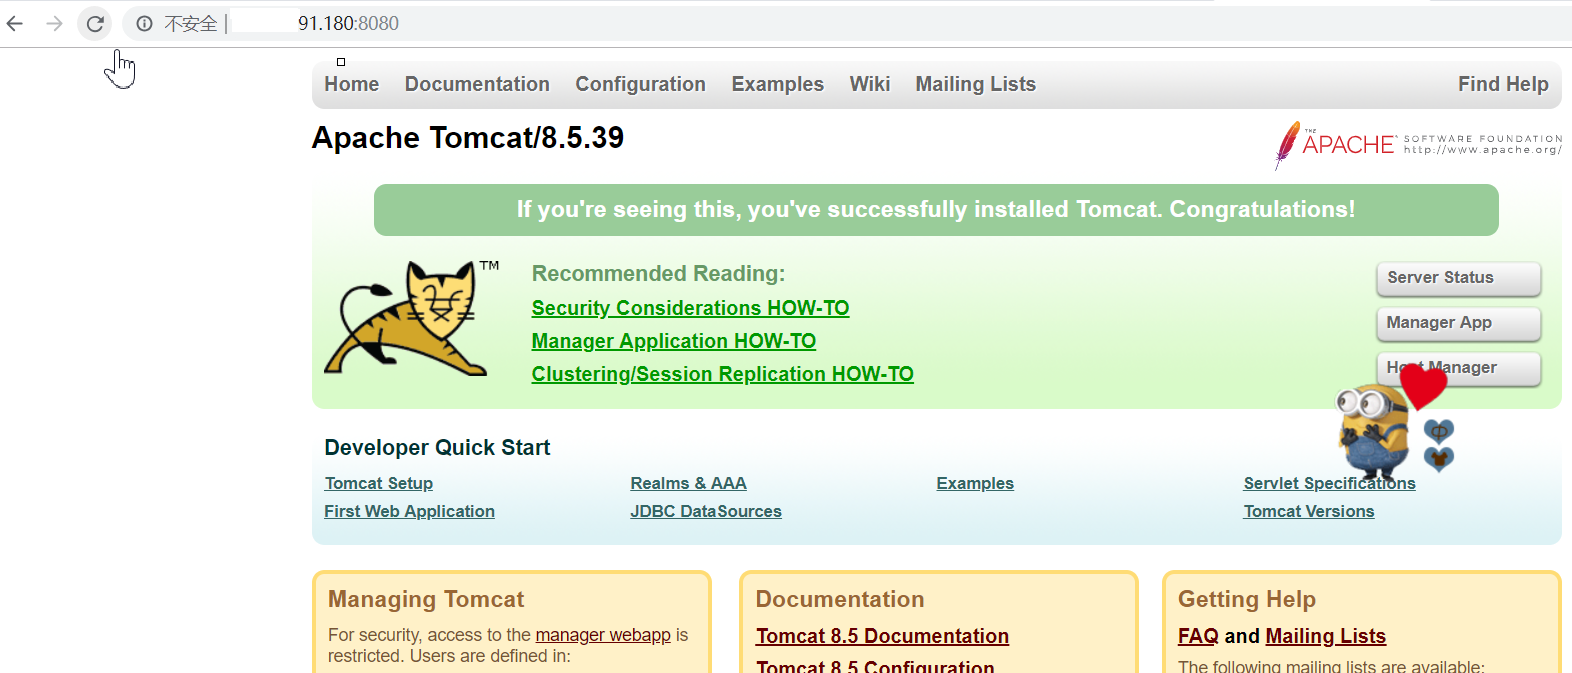 不安全 | 91.180:8080
Home Documentation Configuration Examples Wiki Mailing Lists Find Help
Apache Tomcat/8.5.39
THE APACHE SOFTWARE FOUNDATION
http://www.apache.org/
If you're seeing this, you've successfully installed Tomcat. Congratulations!
TM
Recommended Reading:
Security Considerations HOW-TO
Manager Application HOW-TO
Clustering/Session Replication HOW-TO
Server Status
Manager App
Host Manager
Developer Quick Start
Tomcat Setup
First Web Application
Realms & AAA
JDBC DataSources
Examples
Servlet Specifications
Tomcat Versions
Managing Tomcat
For security, access to the manager webapp is
restricted. Users are defined in:
Documentation
Tomcat 8.5 Documentation
Tomcat 8.5 Configuration
Getting Help
FAQ and Mailing Lists
The following mailing lists are available: